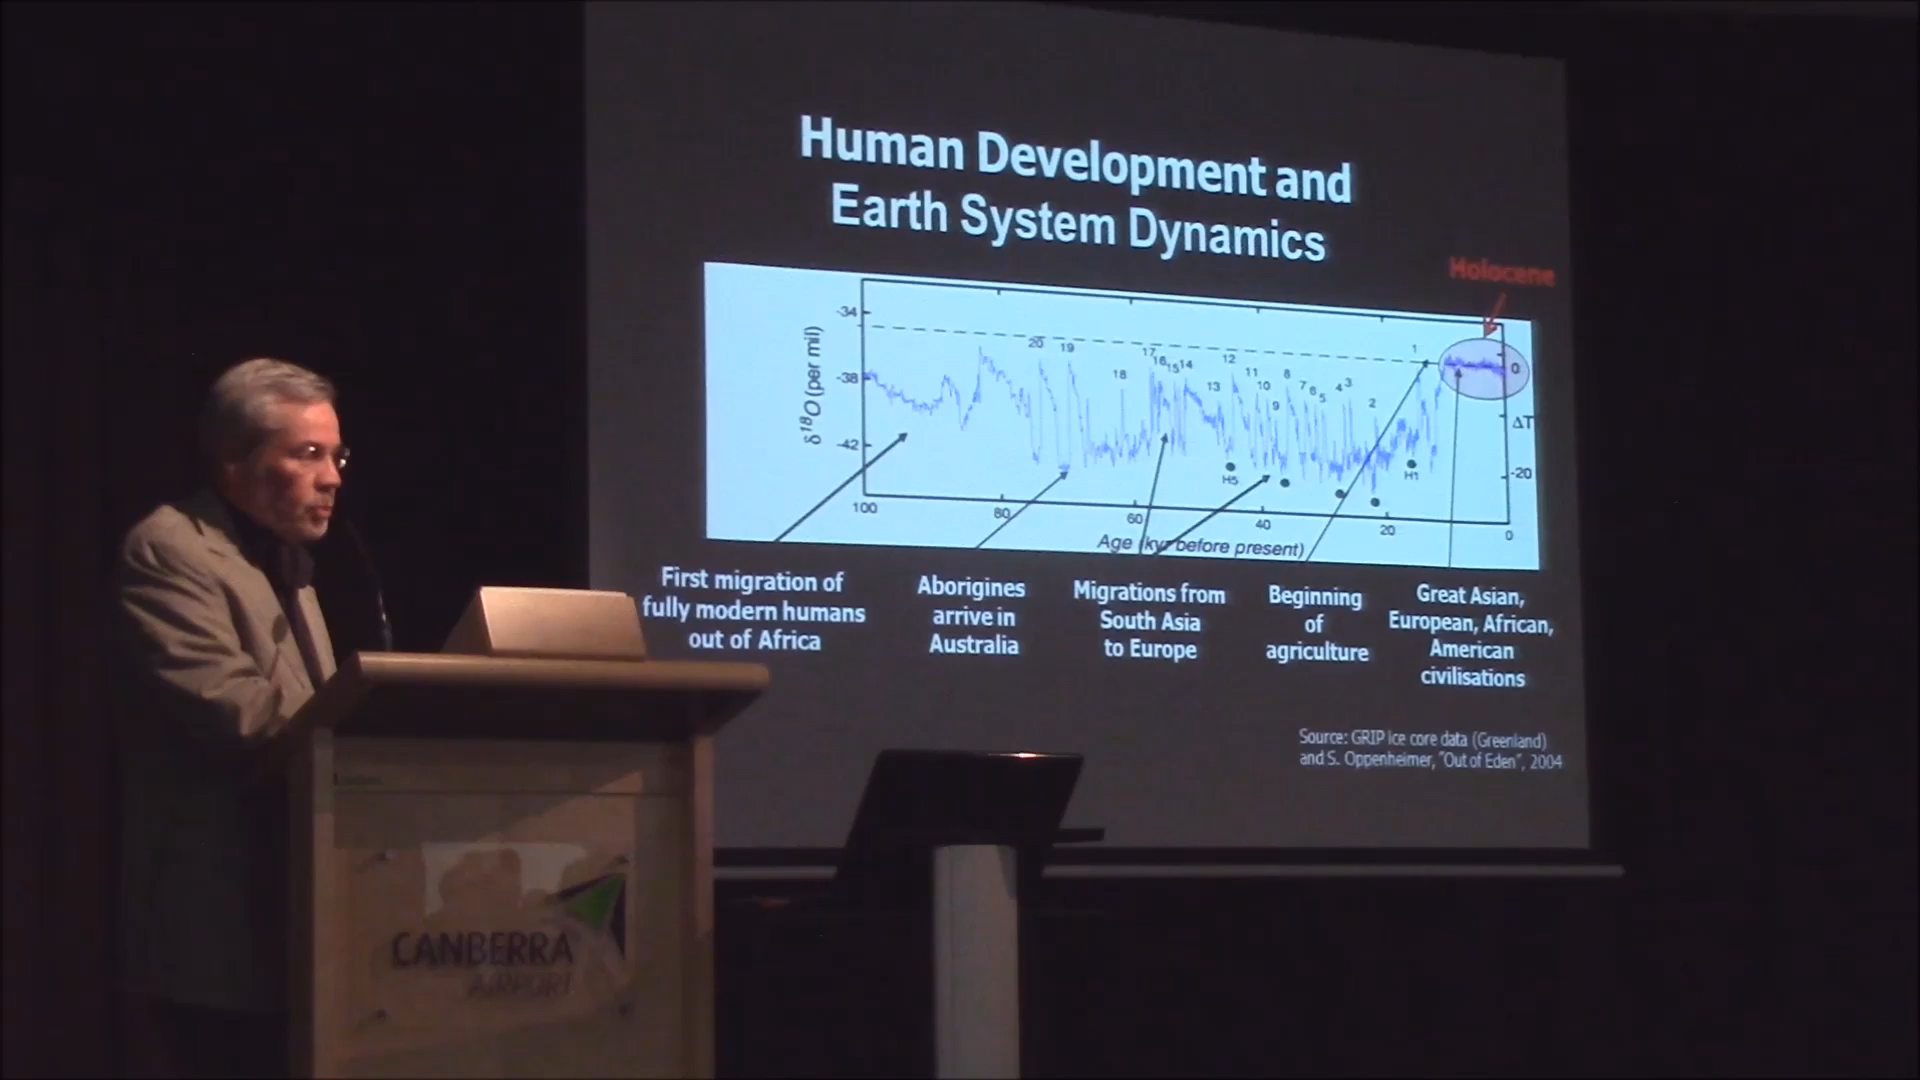 Human Development and
Earth System Dynamics
Holocene
-34
-38
-42
δ18O (per mil)
20
19
18
17
16
15
14
13
12
11
10
9
8
7
6
5
4
3
2
1
H5
H1
0
ΔT
-20
100
80
60
40
20
0
Age (kyr before present)
First migration of
fully modern humans
out of Africa
Aborigines
arrive in
Australia
Migrations from
South Asia
to Europe
Beginning
of
agriculture
Great Asian,
European, African,
American
civilisations
Source: GRIP ice core data (Greenland)
and S. Oppenheimer, "Out of Eden", 2004
CANBERRA
AIRPORT